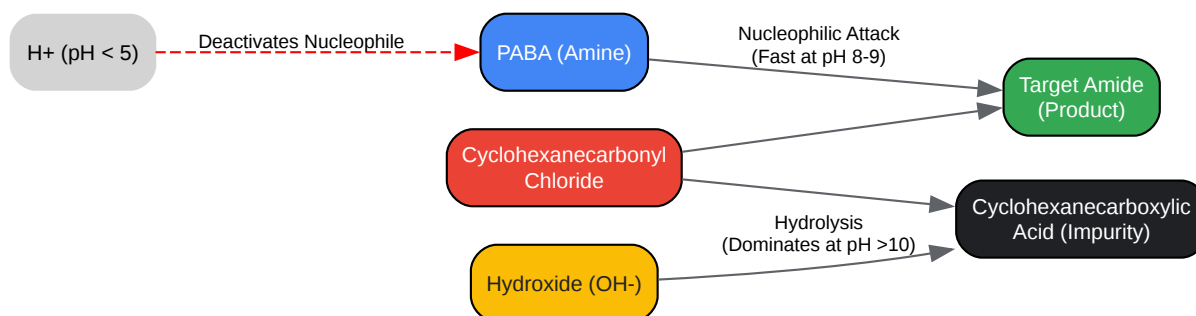 H+ (pH < 5)
Deactivates Nucleophile
PABA (Amine)
Nucleophilic Attack
(Fast at pH 8-9)
Target Amide
(Product)
Cyclohexanecarbonyl
Chloride
Hydrolysis
(Dominates at pH >10)
Cyclohexanecarboxylic
Acid (Impurity)
Hydroxide (OH-)